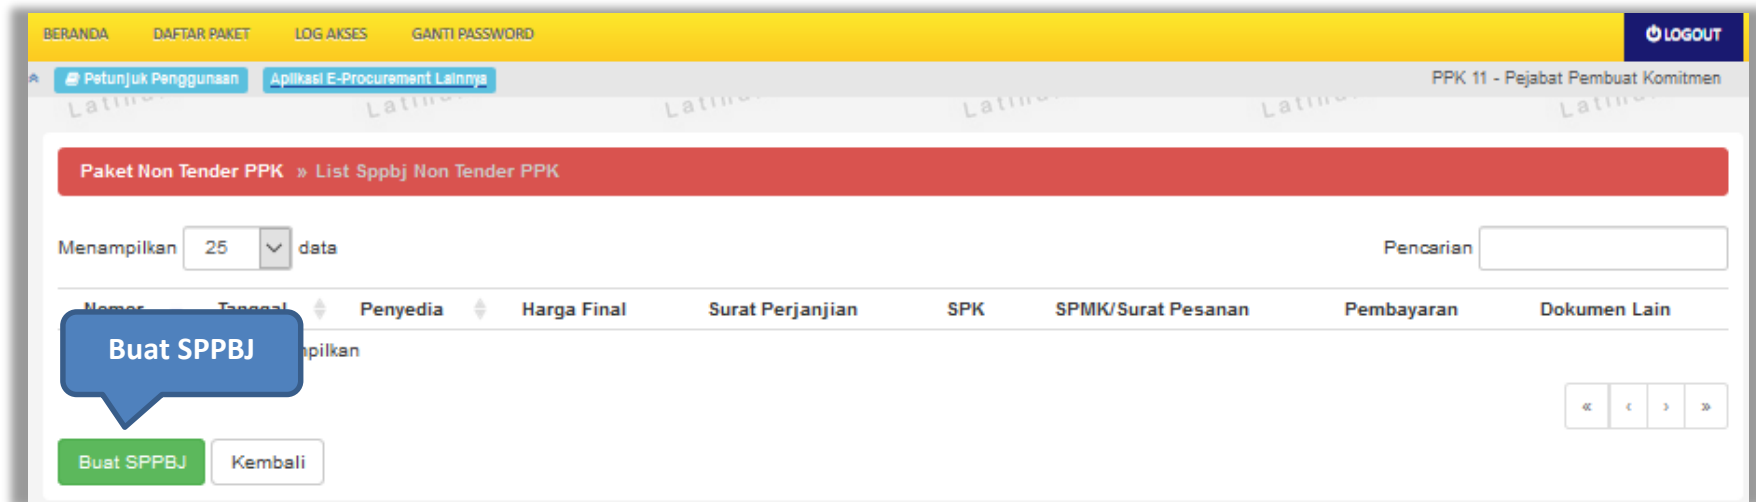 BERANDA DAFTAR PAKET LOG AKSES GANTI PASSWORD LOGOUT
Petunjuk Penggunaan Aplikasi E-Procurement Lainnya PPK 11 - Pejabat Pembuat Komitmen
Paket Non Tender PPK » List Sppbj Non Tender PPK
Menampilkan 25 data Pencarian
Nomor Tanggal Penyedia Harga Final Surat Perjanjian SPK SPMK/Surat Pesanan Pembayaran Dokumen Lain
Buat SPPBJ
« ‹ › »
Buat SPPBJ Kembali